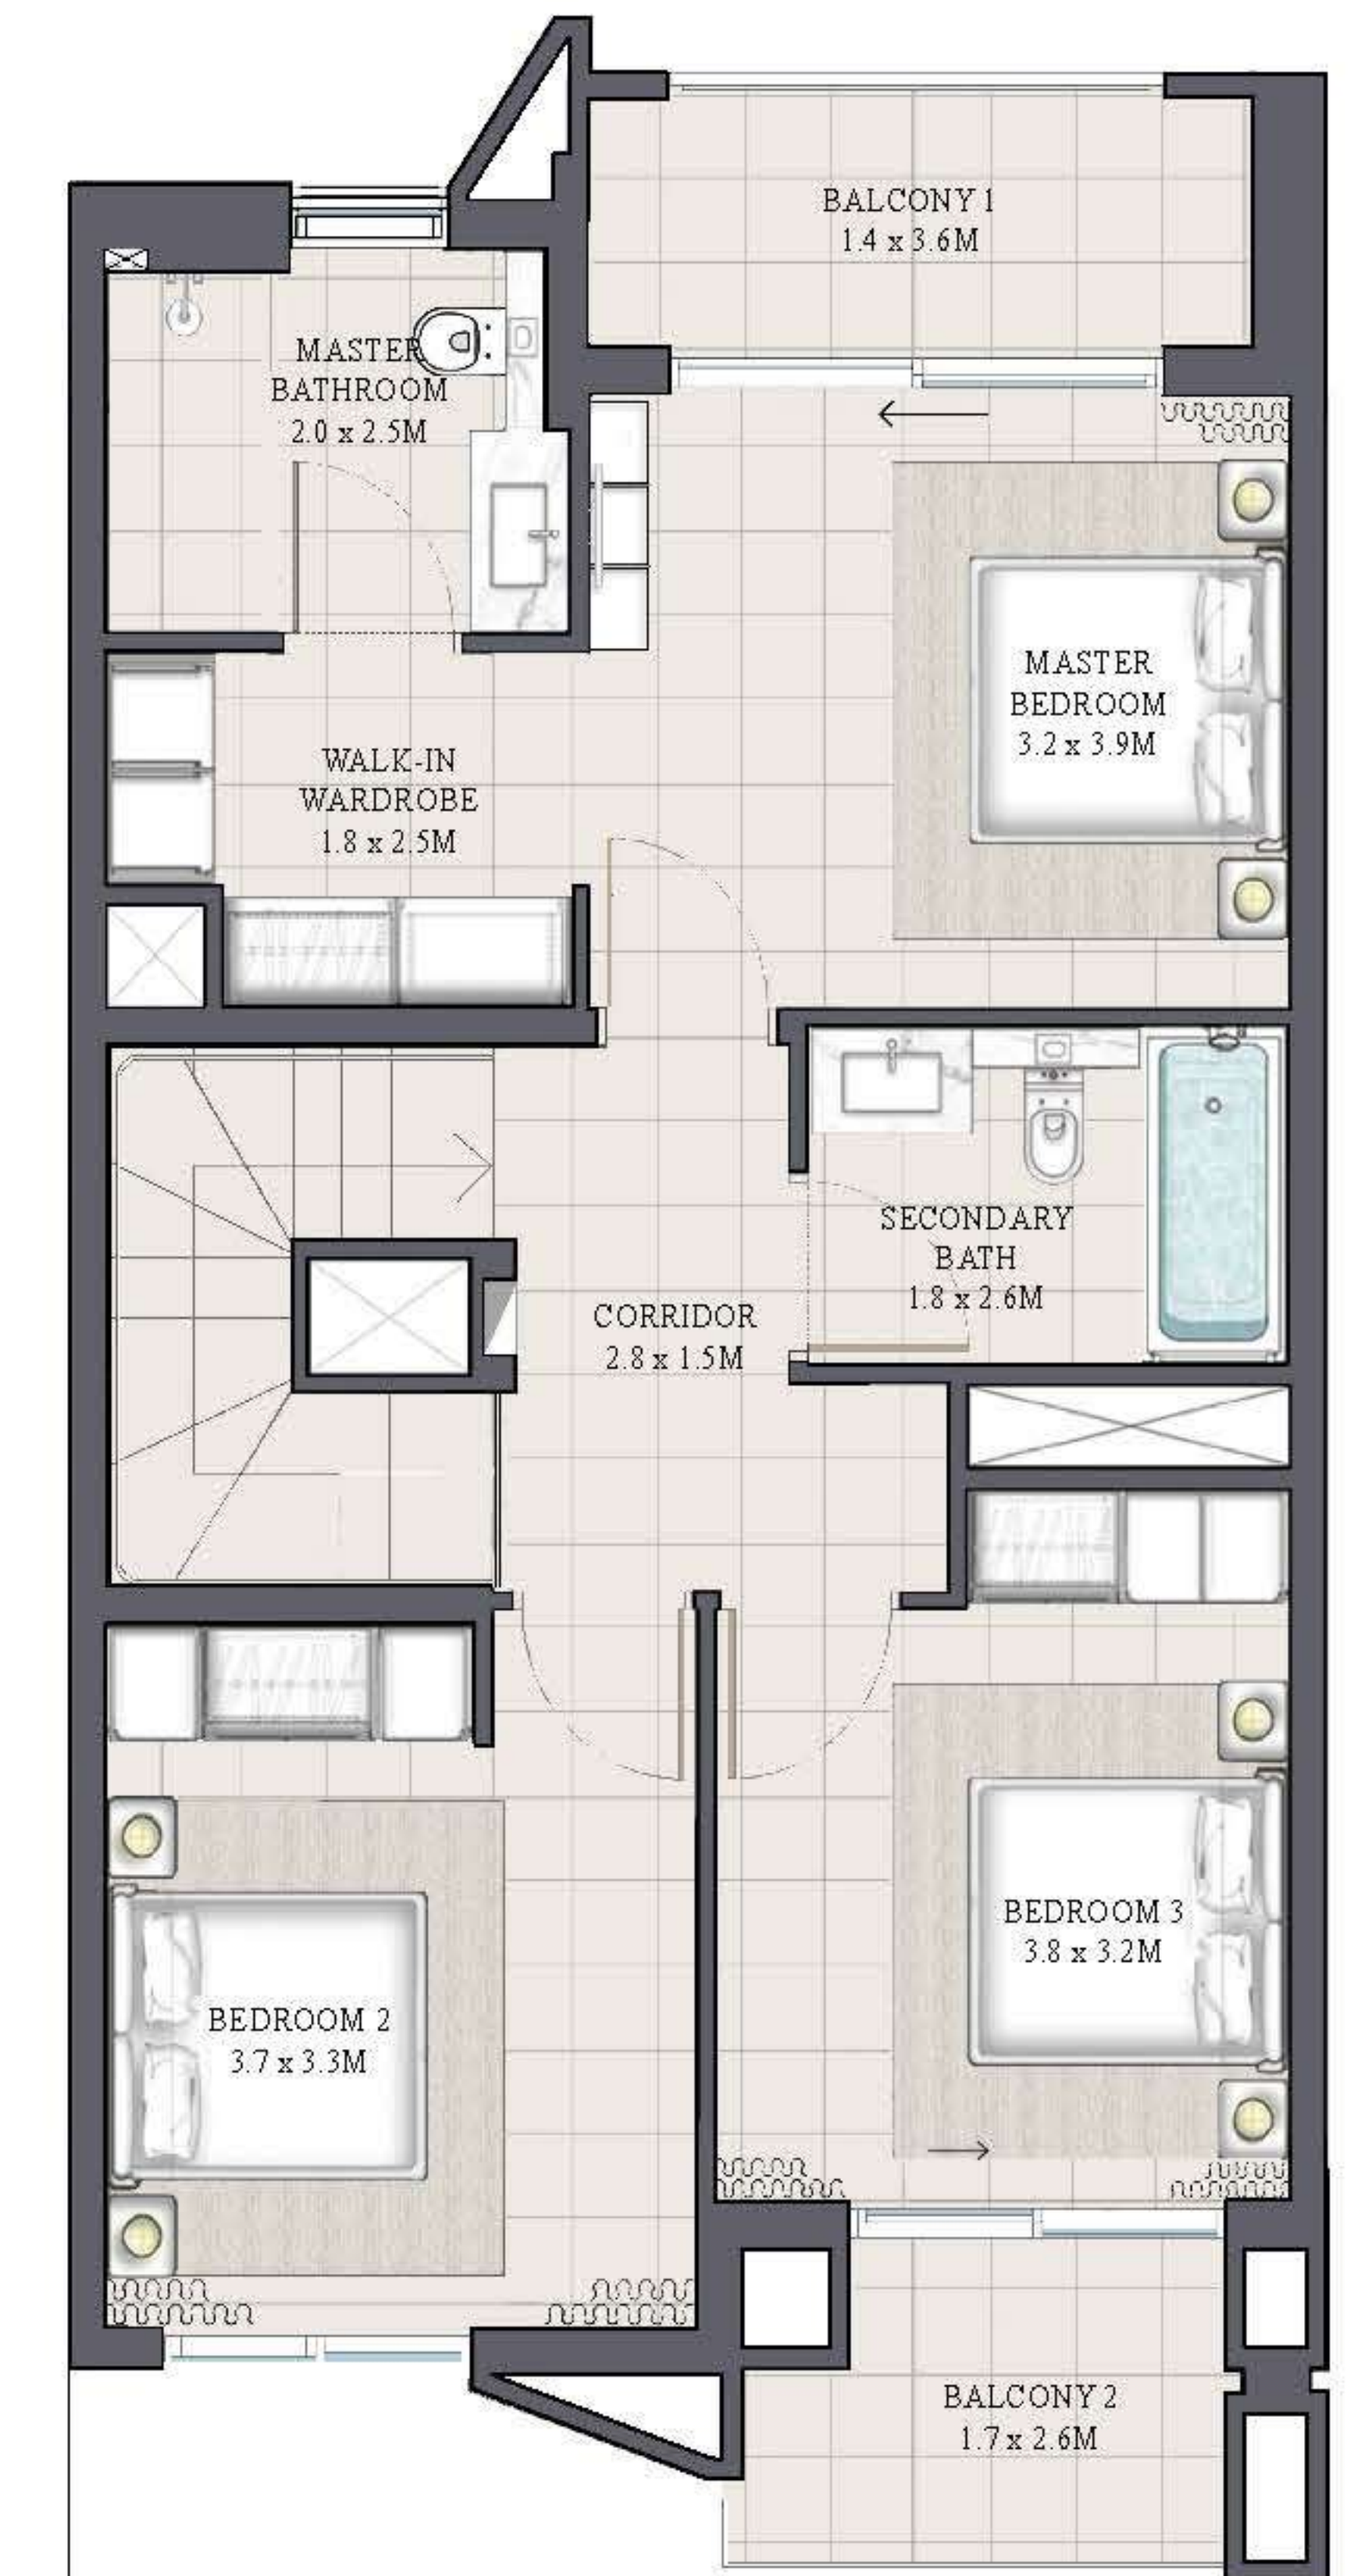 BALCONY 1
1.4 x 3.6M
MASTER
BATHROOM
2.0 x 2.5M
MASTER
BEDROOM
3.2 x 3.9M
WALK-IN
WARDROBE
1.8 x 2.5M
SECONDARY
BATH
1.8 x 2.6M
CORRIDOR
2.8 x 1.5M
BEDROOM 3
3.8 x 3.2M
BEDROOM 2
3.7 x 3.3M
BALCONY 2
1.7 x 2.6M